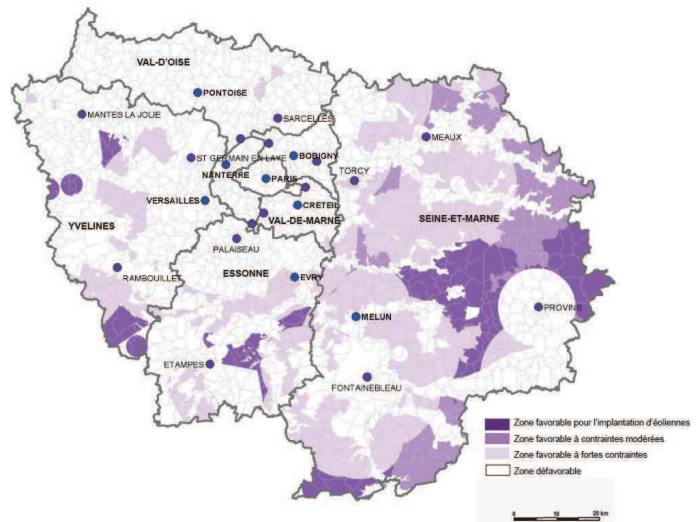 VAL-D'OISE
PONTOISE
MANTES LA JOLIE
SARCELLES
MEAUX
ST GERMAIN EN LAYE
BOBIGNY
NANTERRE
PARIS
TORCY
VERSAILLES
CRETEIL
VAL-DE-MARNE
SEINE-ET-MARNE
YVELINES
PALAISEAU
ESSONNE
RAMBOUILLET
EVRY
PROVINS
MELUN
ETAMPES
FONTAINEBLEAU
Zone favorable pour l'implantation d'éoliennes
Zone favorable à contraintes modérées
Zone favorable à fortes contraintes
Zone défavorable
0 10 20 km